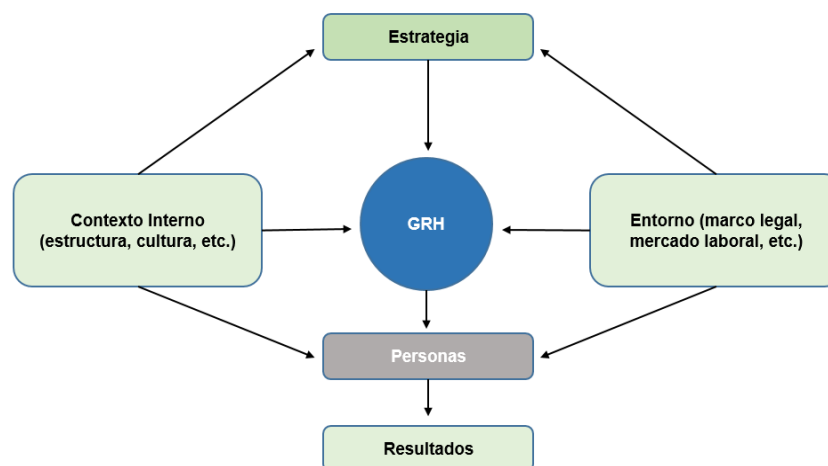 Estrategia
Contexto Interno
(estructura, cultura, etc.)
GRH
Entorno (marco legal,
mercado laboral, etc.)
Personas
Resultados